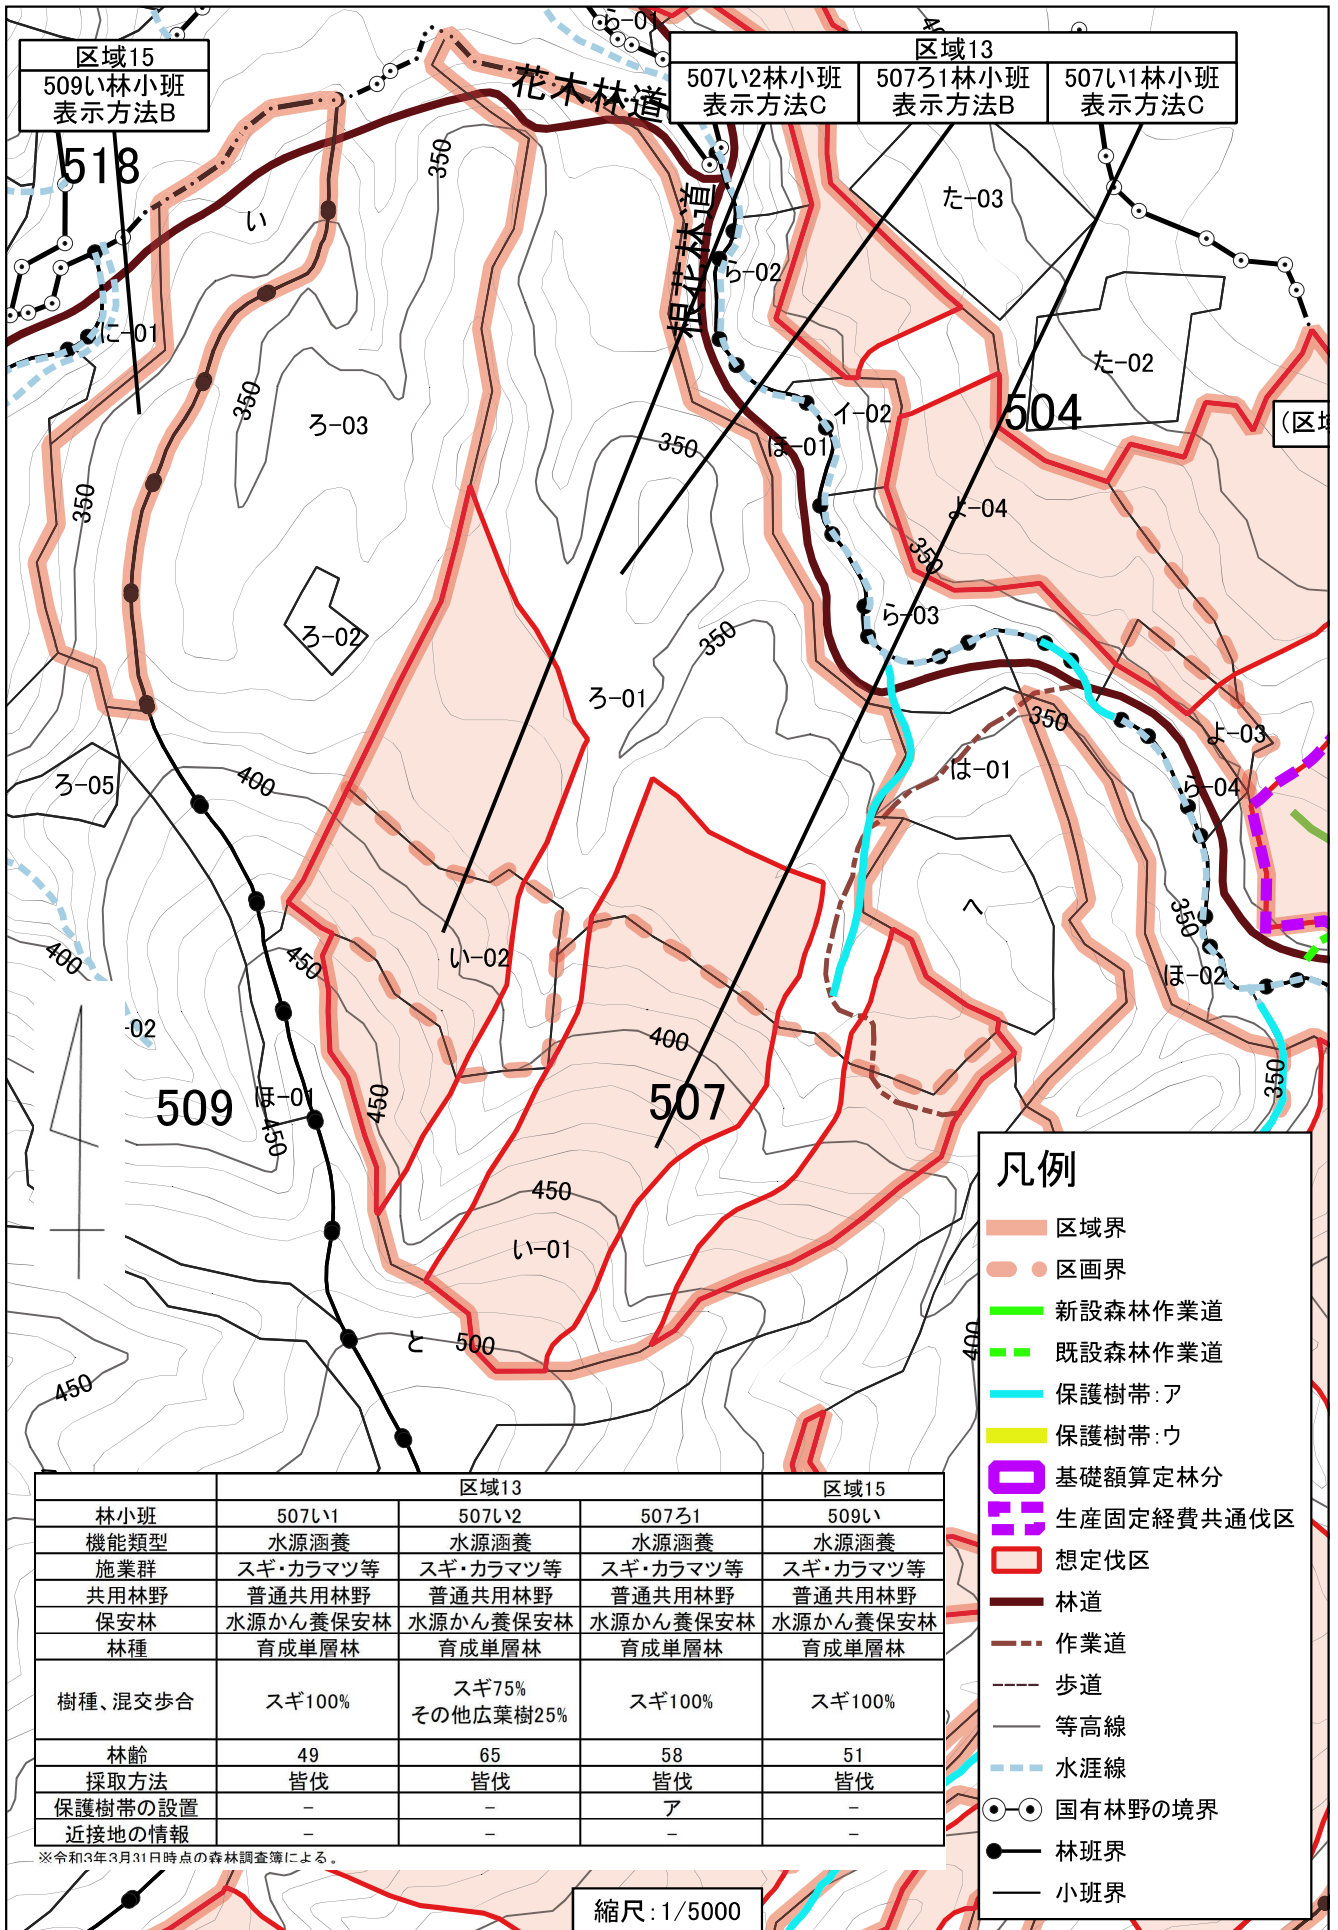 区域15
509い林小班
表示方法B
区域13
507い2林小班 507ろ1林小班 507い1林小班
表示方法C 表示方法B 表示方法C
花木林道
根花林道
ら-01
518
い
に-01
350
350
350
350
ろ-03
ろ-02
ろ-01
ろ-05
ら-02
た-03
た-02
504
(区
イ-02
ほ-01
よ-04
350
ら-03
350
350
は-01
よ-03
ら-04
350
ほ-02
350
へ
400
400
450
い-02
-02
509
ほ-01
450
450
400
507
450
い-01
と
500
450
400
凡例
区域界
区画界
新設森林作業道
既設森林作業道
保護樹帯:ア
保護樹帯:ウ
基礎額算定林分
生産固定経費共通伐区
想定伐区
林道
作業道
歩道
等高線
水涯線
国有林野の境界
林班界
小班界
区域13 区域15
林小班 507い1 507い2 507ろ1 509い
機能類型 水源涵養 水源涵養 水源涵養 水源涵養
施業群 スギ・カラマツ等 スギ・カラマツ等 スギ・カラマツ等 スギ・カラマツ等
共用林野 普通共用林野 普通共用林野 普通共用林野 普通共用林野
保安林 水源かん養保安林 水源かん養保安林 水源かん養保安林 水源かん養保安林
林種 育成単層林 育成単層林 育成単層林 育成単層林
樹種、混交歩合 スギ100% スギ75% その他広葉樹25% スギ100% スギ100%
林齢 49 65 58 51
採取方法 皆伐 皆伐 皆伐 皆伐
保護樹帯の設置 - - ア -
近接地の情報 - - - -
※令和3年3月31日時点の森林調査簿による。
縮尺:1/5000